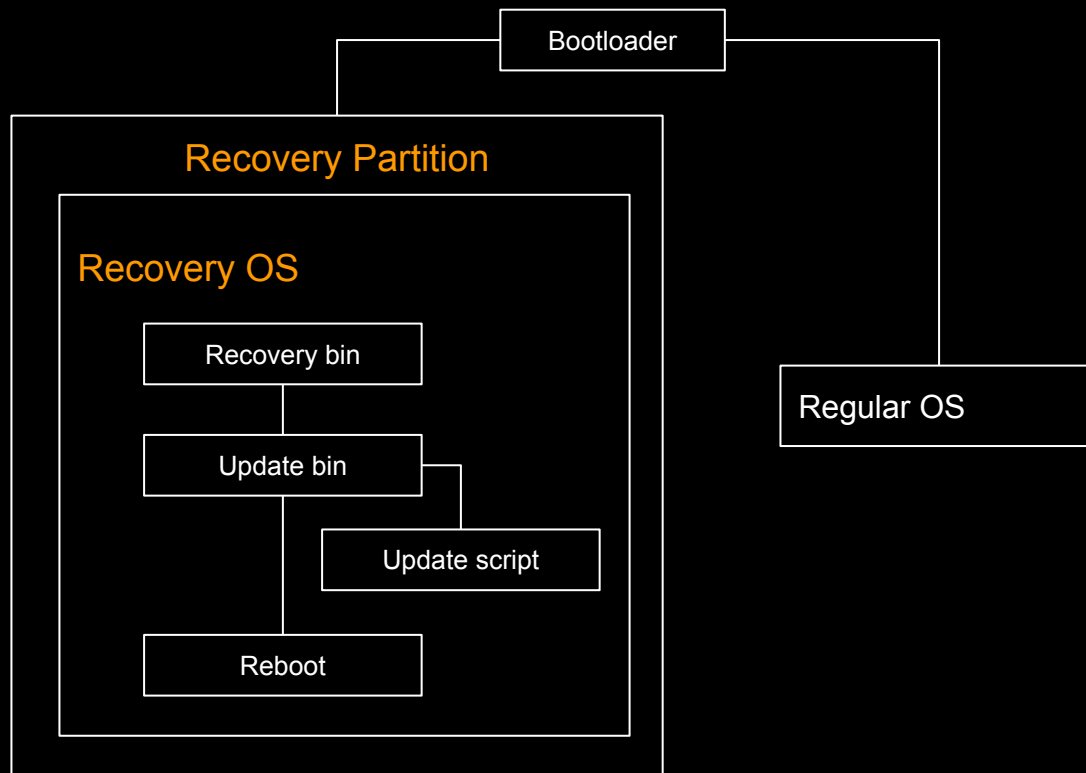 Bootloader
Recovery Partition
Recovery OS
Recovery bin
Regular OS
Update bin
Update script
Reboot